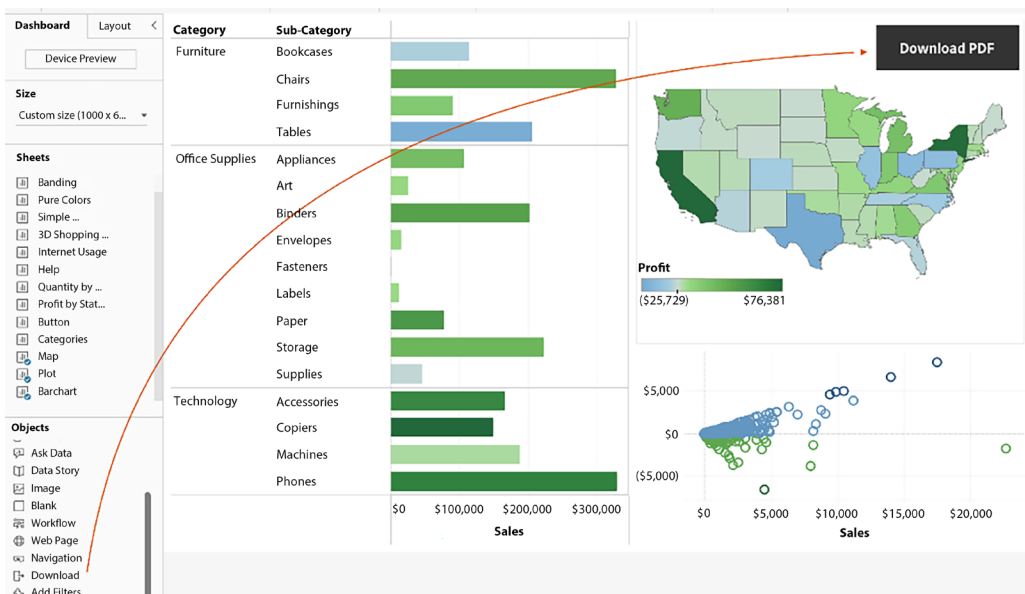 Dashboard
Layout
<
Device Preview
Size
Custom size (1000 x 6...
Sheets
Banding
Pure Colors
Simple ...
3D Shopping ...
Internet Usage
Help
Quantity by ...
Profit by Stat...
Button
Categories
Map
Plot
Barchart
Objects
Ask Data
Data Story
Image
Blank
Workflow
Web Page
Navigation
Download
Add Filters
Category Sub-Category
Furniture Bookcases
Chairs
Furnishings
Tables
Office Supplies Appliances
Art
Binders
Envelopes
Fasteners
Labels
Paper
Storage
Supplies
Technology Accessories
Copiers
Machines
Phones
$0 $100,000 $200,000 $300,000
Sales
Download PDF
Profit
($25,729) $76,381
$5,000
$0
($5,000)
$0 $5,000 $10,000 $15,000 $20,000
Sales